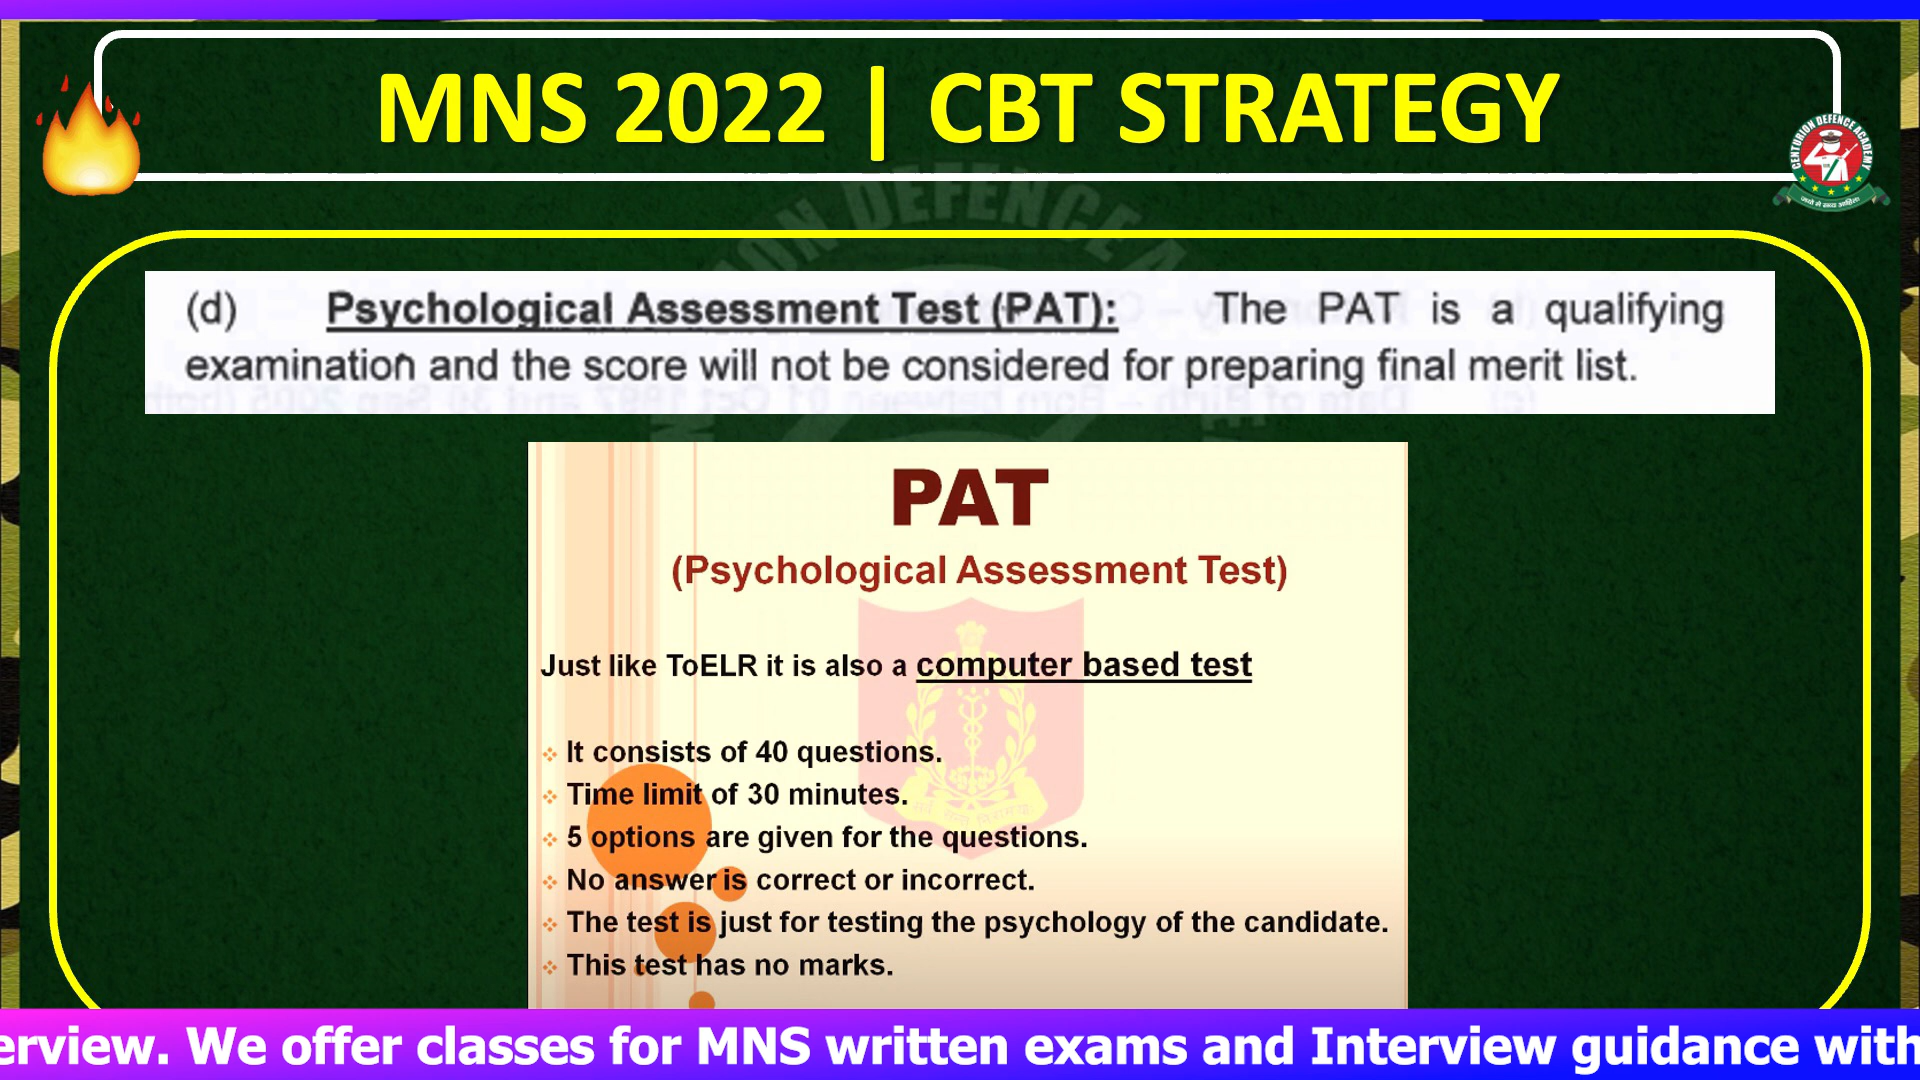 MNS 2022 | CBT STRATEGY
CENTURION DEFENCE ACADEMY
(d) Psychological Assessment Test (PAT): The PAT is a qualifying
examination and the score will not be considered for preparing final merit list.
PAT
(Psychological Assessment Test)
Just like ToELR it is also a computer based test
It consists of 40 questions.
Time limit of 30 minutes.
5 options are given for the questions.
No answer is correct or incorrect.
The test is just for testing the psychology of the candidate.
This test has no marks.
erview. We offer classes for MNS written exams and Interview guidance with